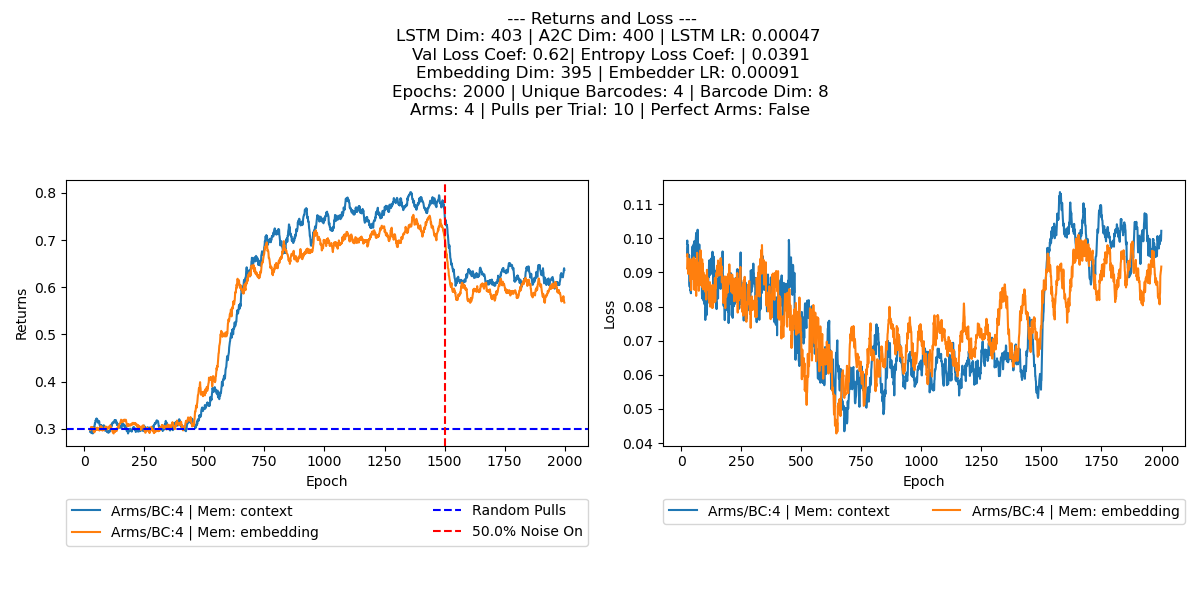 --- Returns and Loss ---
LSTM Dim: 403 | A2C Dim: 400 | LSTM LR: 0.00047
Val Loss Coef: 0.62| Entropy Loss Coef: | 0.0391
Embedding Dim: 395 | Embedder LR: 0.00091
Epochs: 2000 | Unique Barcodes: 4 | Barcode Dim: 8
Arms: 4 | Pulls per Trial: 10 | Perfect Arms: False
Returns
0.8
0.7
0.6
0.5
0.4
0.3
0 250 500 750 1000 1250 1500 1750 2000
Epoch
Arms/BC:4 | Mem: context
Arms/BC:4 | Mem: embedding
Random Pulls
50.0% Noise On
Loss
0.11
0.10
0.09
0.08
0.07
0.06
0.05
0.04
0 250 500 750 1000 1250 1500 1750 2000
Epoch
Arms/BC:4 | Mem: context
Arms/BC:4 | Mem: embedding